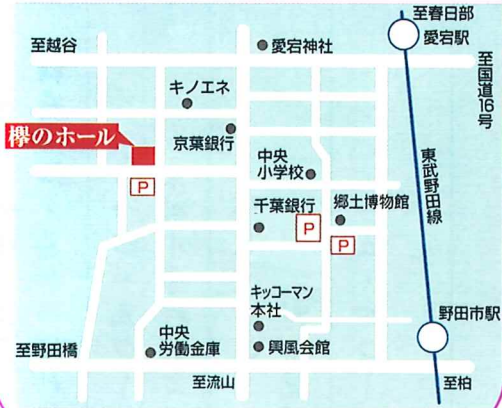 至春日部
愛宕駅
至越谷
愛宕神社
至国道16号
キノエネ
欅のホール
京葉銀行
P
中央
小学校
東武野田線
千葉銀行
P
郷土博物館
P
キッコーマン
本社
野田市駅
中央
労働金庫
興風会館
至野田橋
至流山
至柏